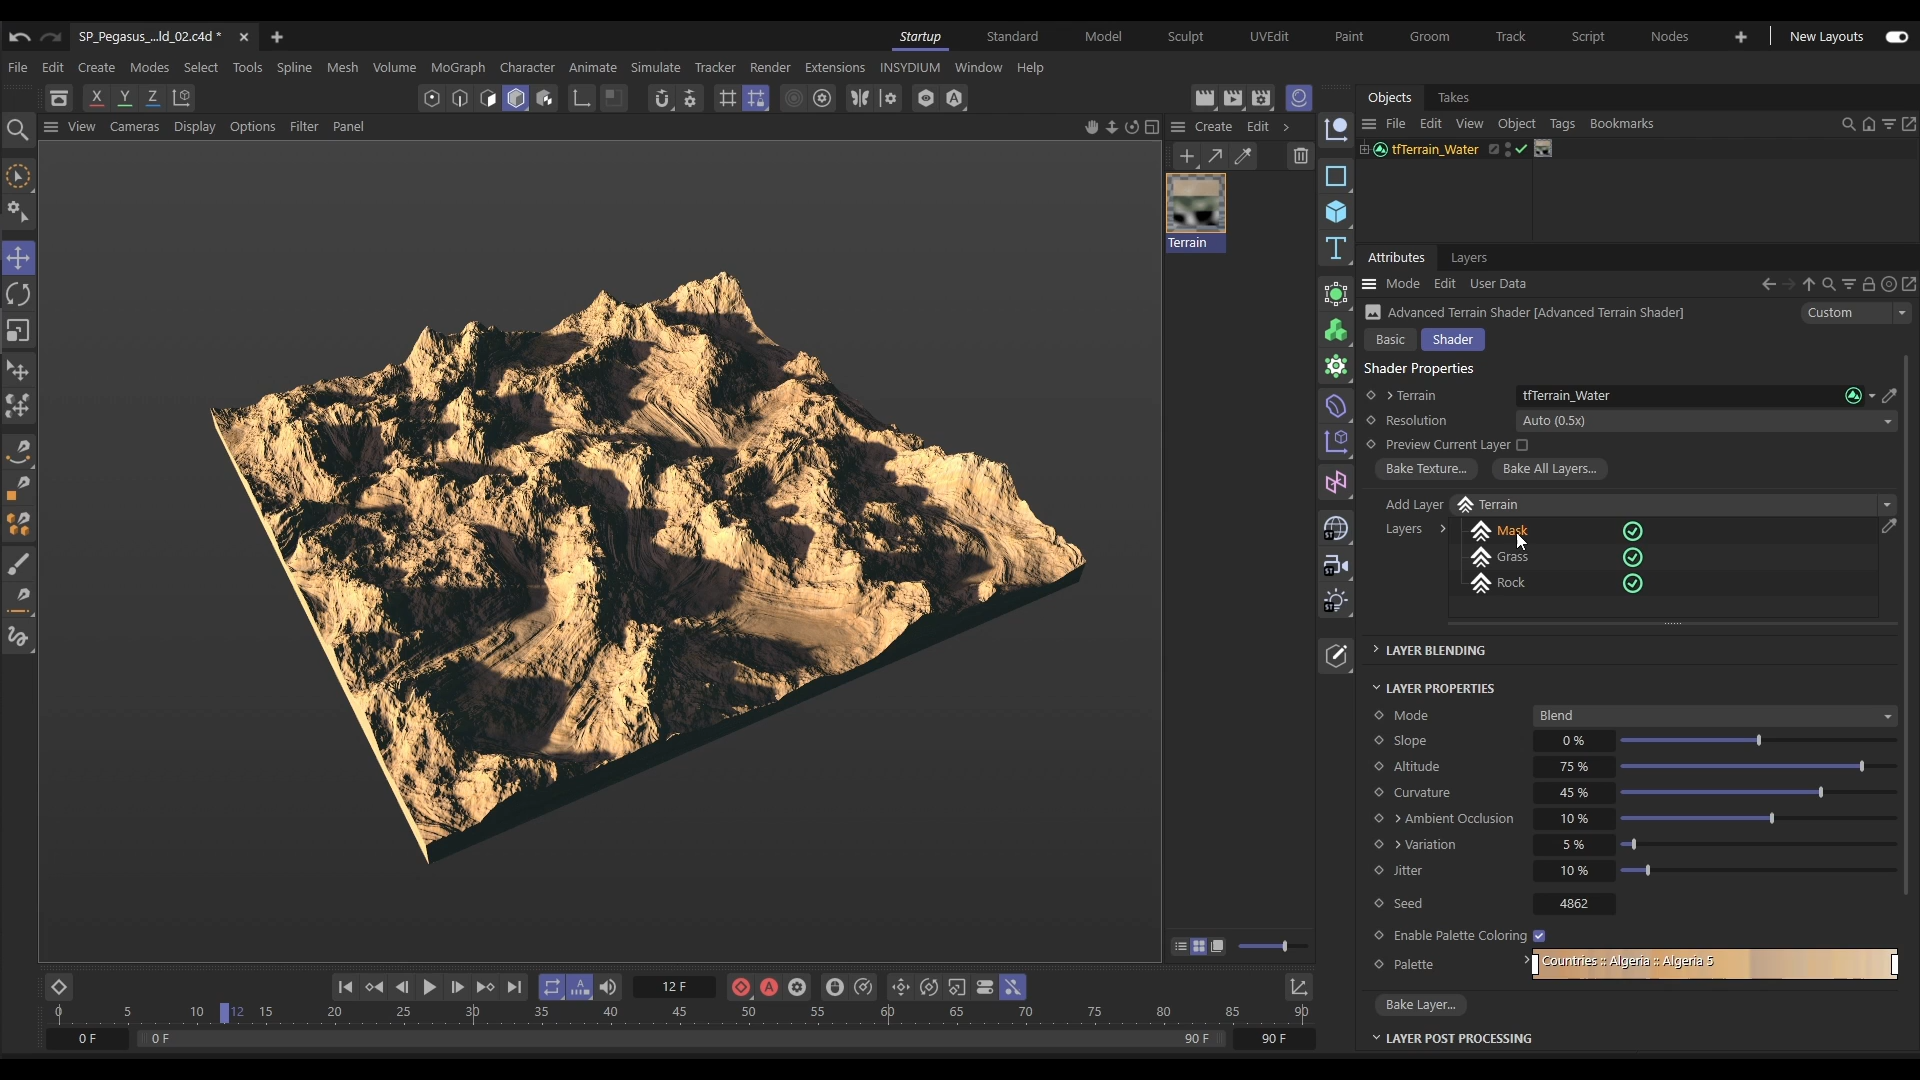 SP_Pegasus_...ld_02.c4d *
Startup
Standard
Model
Sculpt
UVEdit
Paint
Groom
Track
Script
Nodes
New Layouts
File Edit Create Modes Select Tools Spline Mesh Volume MoGraph Character Animate Simulate Tracker Render Extensions INSYDIUM Window Help
X Y Z
Objects Takes
View Cameras Display Options Filter Panel
Create Edit
File Edit View Object Tags Bookmarks
tfTerrain_Water
Terrain
Attributes Layers
Mode Edit User Data
Advanced Terrain Shader [Advanced Terrain Shader]
Custom
Basic Shader
Shader Properties
Terrain tfTerrain_Water
Resolution Auto (0.5x)
Preview Current Layer
Bake Texture... Bake All Layers...
Add Layer Terrain
Layers Mask
Grass
Rock
LAYER BLENDING
LAYER PROPERTIES
Mode Blend
Slope 0 %
Altitude 75 %
Curvature 45 %
Ambient Occlusion 10 %
Variation 5 %
Jitter 10 %
Seed 4862
Enable Palette Coloring
Palette Countries :: Algeria :: Algeria 5
Bake Layer...
LAYER POST PROCESSING
12 F
0 5 10 12 15 20 25 30 35 40 45 50 55 60 65 70 75 80 85 90
0 F 0 F 90 F 90 F